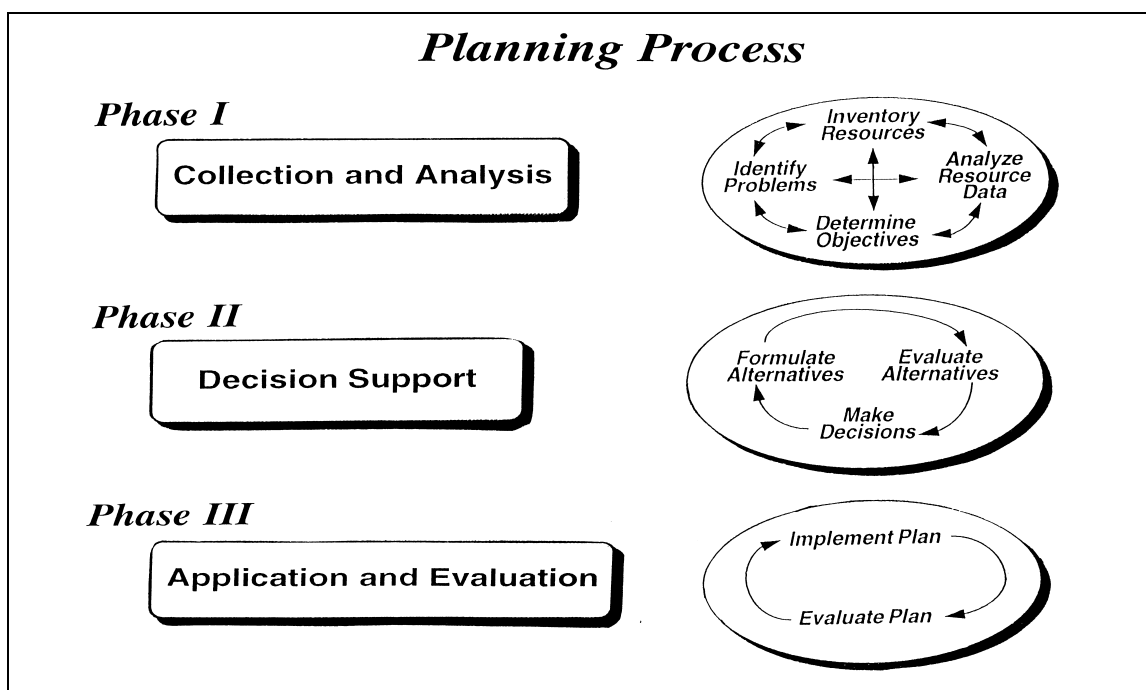 Planning Process
Phase I
Collection and Analysis
Inventory
Resources
Identify
Problems
Analyze
Resource
Data
Determine
Objectives
Phase II
Decision Support
Formulate
Alternatives
Evaluate
Alternatives
Make
Decisions
Phase III
Application and Evaluation
Implement Plan
Evaluate Plan